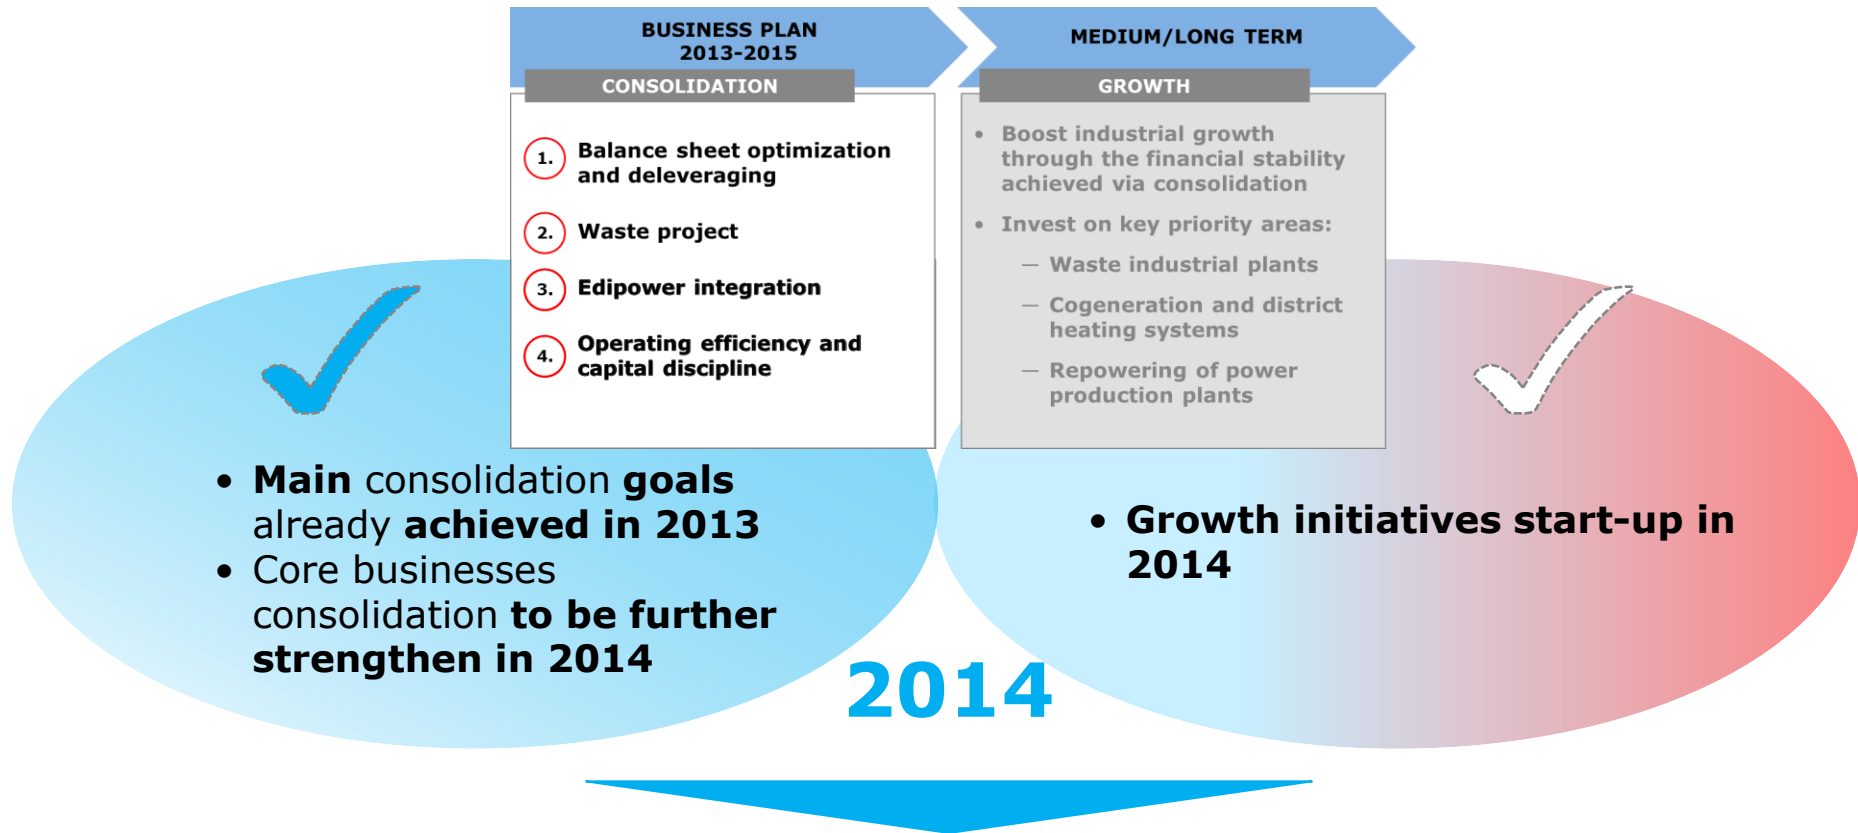 BUSINESS PLAN
2013-2015
CONSOLIDATION
1. Balance sheet optimization
and deleveraging
2. Waste project
3. Edipower integration
4. Operating efficiency and
capital discipline
MEDIUM/LONG TERM
GROWTH
• Boost industrial growth
through the financial stability
achieved via consolidation
• Invest on key priority areas:
— Waste industrial plants
— Cogeneration and district
heating systems
— Repowering of power
production plants
• Main consolidation goals
already achieved in 2013
• Core businesses
consolidation to be further
strengthen in 2014
• Growth initiatives start-up in
2014
2014